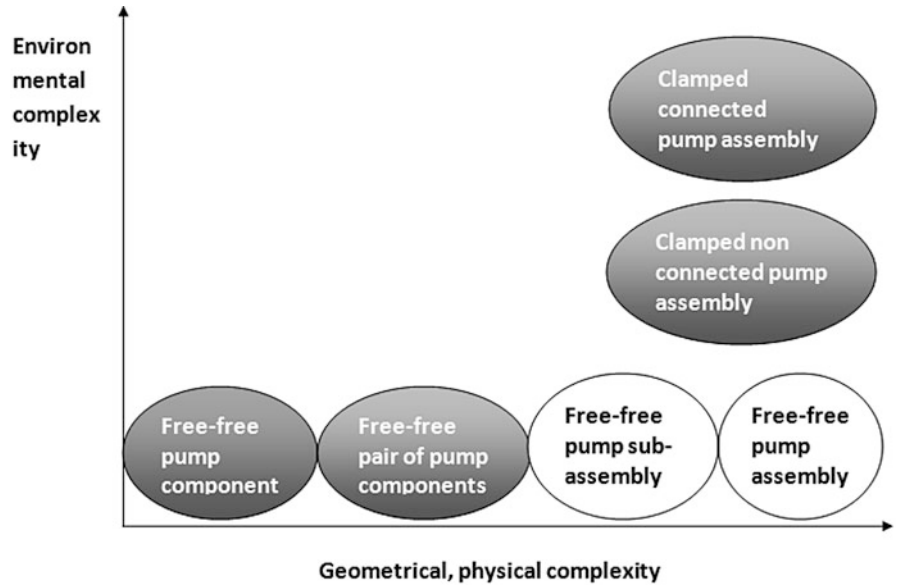 Environ
mental
complex
ity
Clamped
connected
pump assembly
Clamped non
connected pump
assembly
Free-free
pump
component
Free-free
pair of pump
components
Free-free
pump sub-
assembly
Free-free
pump
assembly
Geometrical, physical complexity